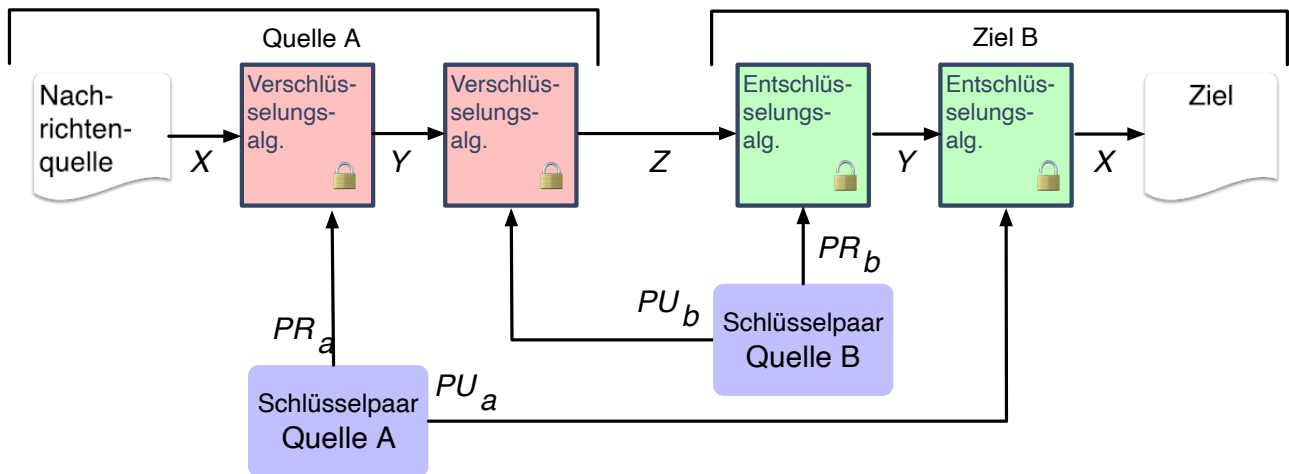 Quelle A
Ziel B
Nach-
richten-
quelle
Verschlüs-
selungs-
alg.
Verschlüs-
selungs-
alg.
Entschlüs-
selungs-
alg.
Entschlüs-
selungs-
alg.
Ziel
X
Y
Z
Y
X
PR b
PU b
Schlüsselpaar
Quelle B
PR a
PU a
Schlüsselpaar
Quelle A